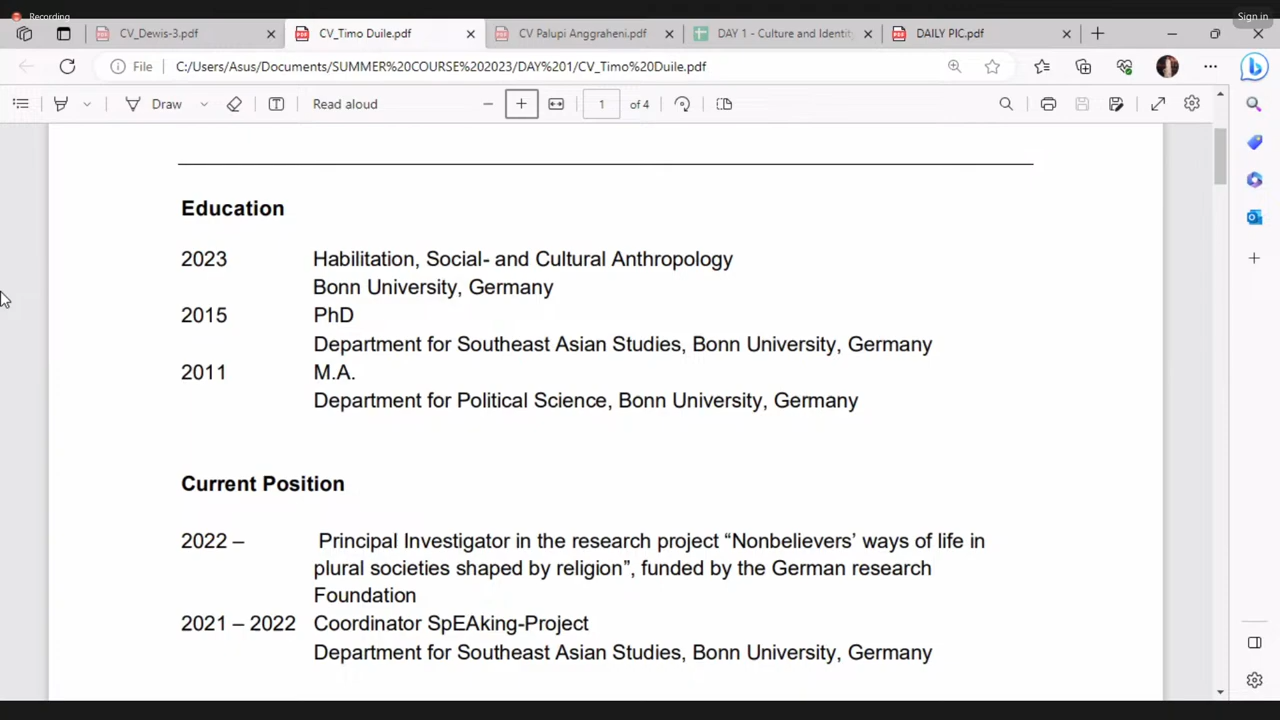 Recording
Sign in
CV_Dewis-3.pdf
CV_Timo Duile.pdf
CV Palupi Anggraheni.pdf
DAY 1 - Culture and Identity
DAILY PIC.pdf
File
C:/Users/Asus/Documents/SUMMER%20COURSE%202023/DAY%201/CV_Timo%20Duile.pdf
Draw
Read aloud
1
of 4
Education
2023 Habilitation, Social- and Cultural Anthropology
Bonn University, Germany
2015 PhD
Department for Southeast Asian Studies, Bonn University, Germany
2011 M.A.
Department for Political Science, Bonn University, Germany
Current Position
2022 – Principal Investigator in the research project “Nonbelievers’ ways of life in
plural societies shaped by religion”, funded by the German research
Foundation
2021 – 2022 Coordinator SpEAking-Project
Department for Southeast Asian Studies, Bonn University, Germany